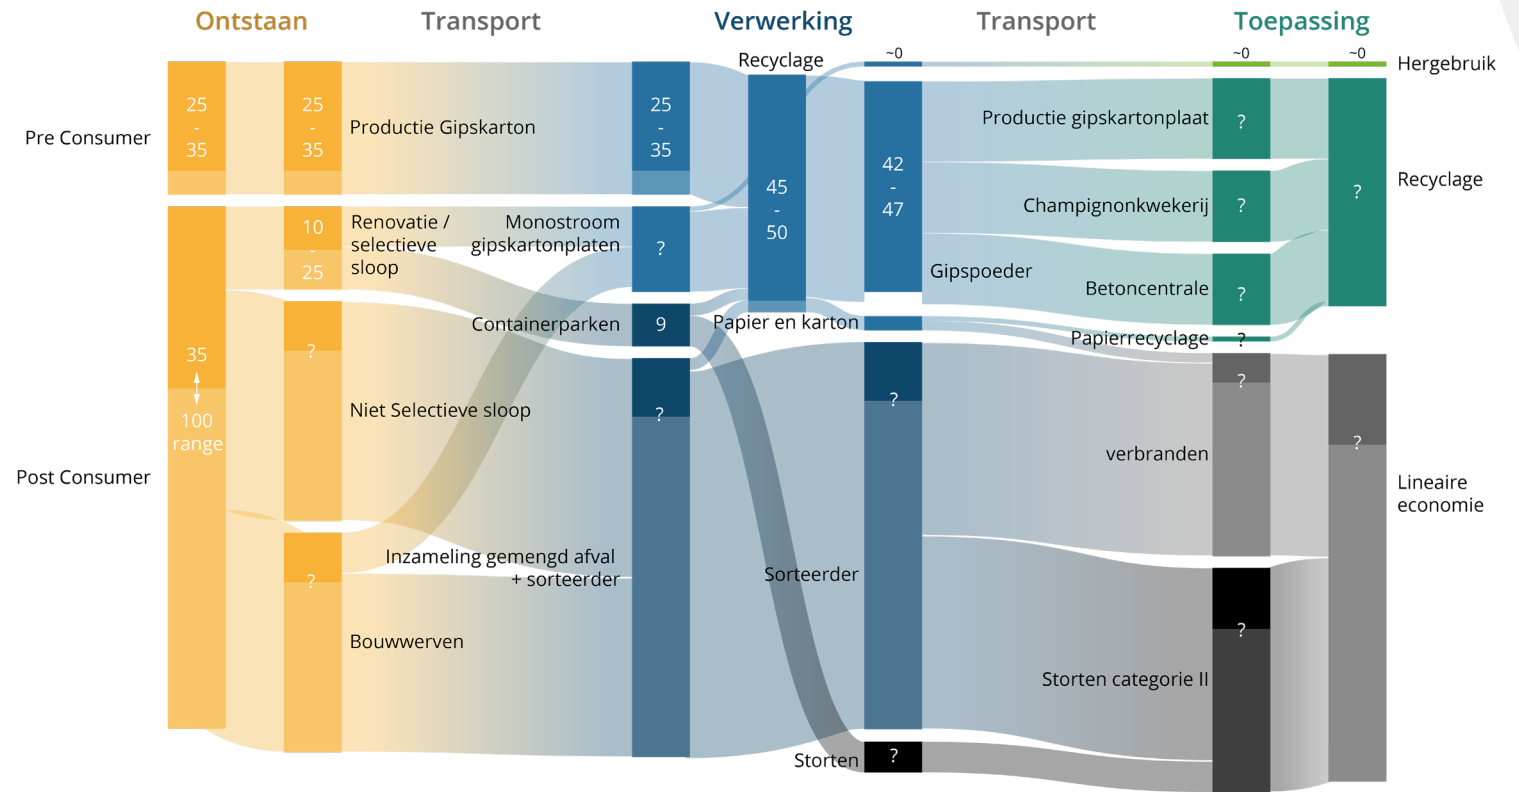 Ontstaan
Transport
Verwerking
Transport
Toepassing
Pre Consumer
25
-
35
25
-
35
Productie Gipskarton
25
-
35
Post Consumer
35
100
range
10
-
25
Renovatie /
selectieve
sloop
?
Niet Selectieve sloop
?
Bouwwerven
Monostroom
gipskartonplaten
?
Containerparken
9
Inzameling gemengd afval
+ sorteerder
?
Recyclage
45
-
50
~0
42
-
47
Gipspoeder
Papier en karton
Sorteerder
?
Storten
?
~0
Productie gipskartonplaat
?
Champignonkwekerij
?
Betoncentrale
?
Papierrecyclage
?
verbranden
?
Storten categorie II
?
~0
Hergebruik
?
Recyclage
?
Lineaire
economie